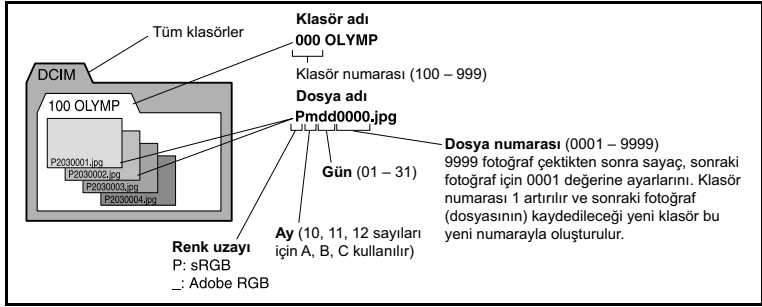 Tüm klasörler
DCIM
100 OLYMP
P2030001.jpg
P2030002.jpg
P2030003.jpg
P2030004.jpg
Klasör adı
000 OLYMP
Klasör numarası (100 – 999)
Dosya adı
Pmdd0000.jpg
Dosya numarası (0001 – 9999)
9999 fotoğraf çektikten sonra sayaç, sonraki
fotoğraf için 0001 değerine ayarlarını. Klasör
numarası 1 artırılır ve sonraki fotoğraf
(dosyasının) kaydedileceği yeni klasör bu
yeni numarayla oluşturulur.
Gün (01 – 31)
Ay (10, 11, 12 sayıları
için A, B, C kullanılır)
Renk uzayı
P: sRGB
_: Adobe RGB